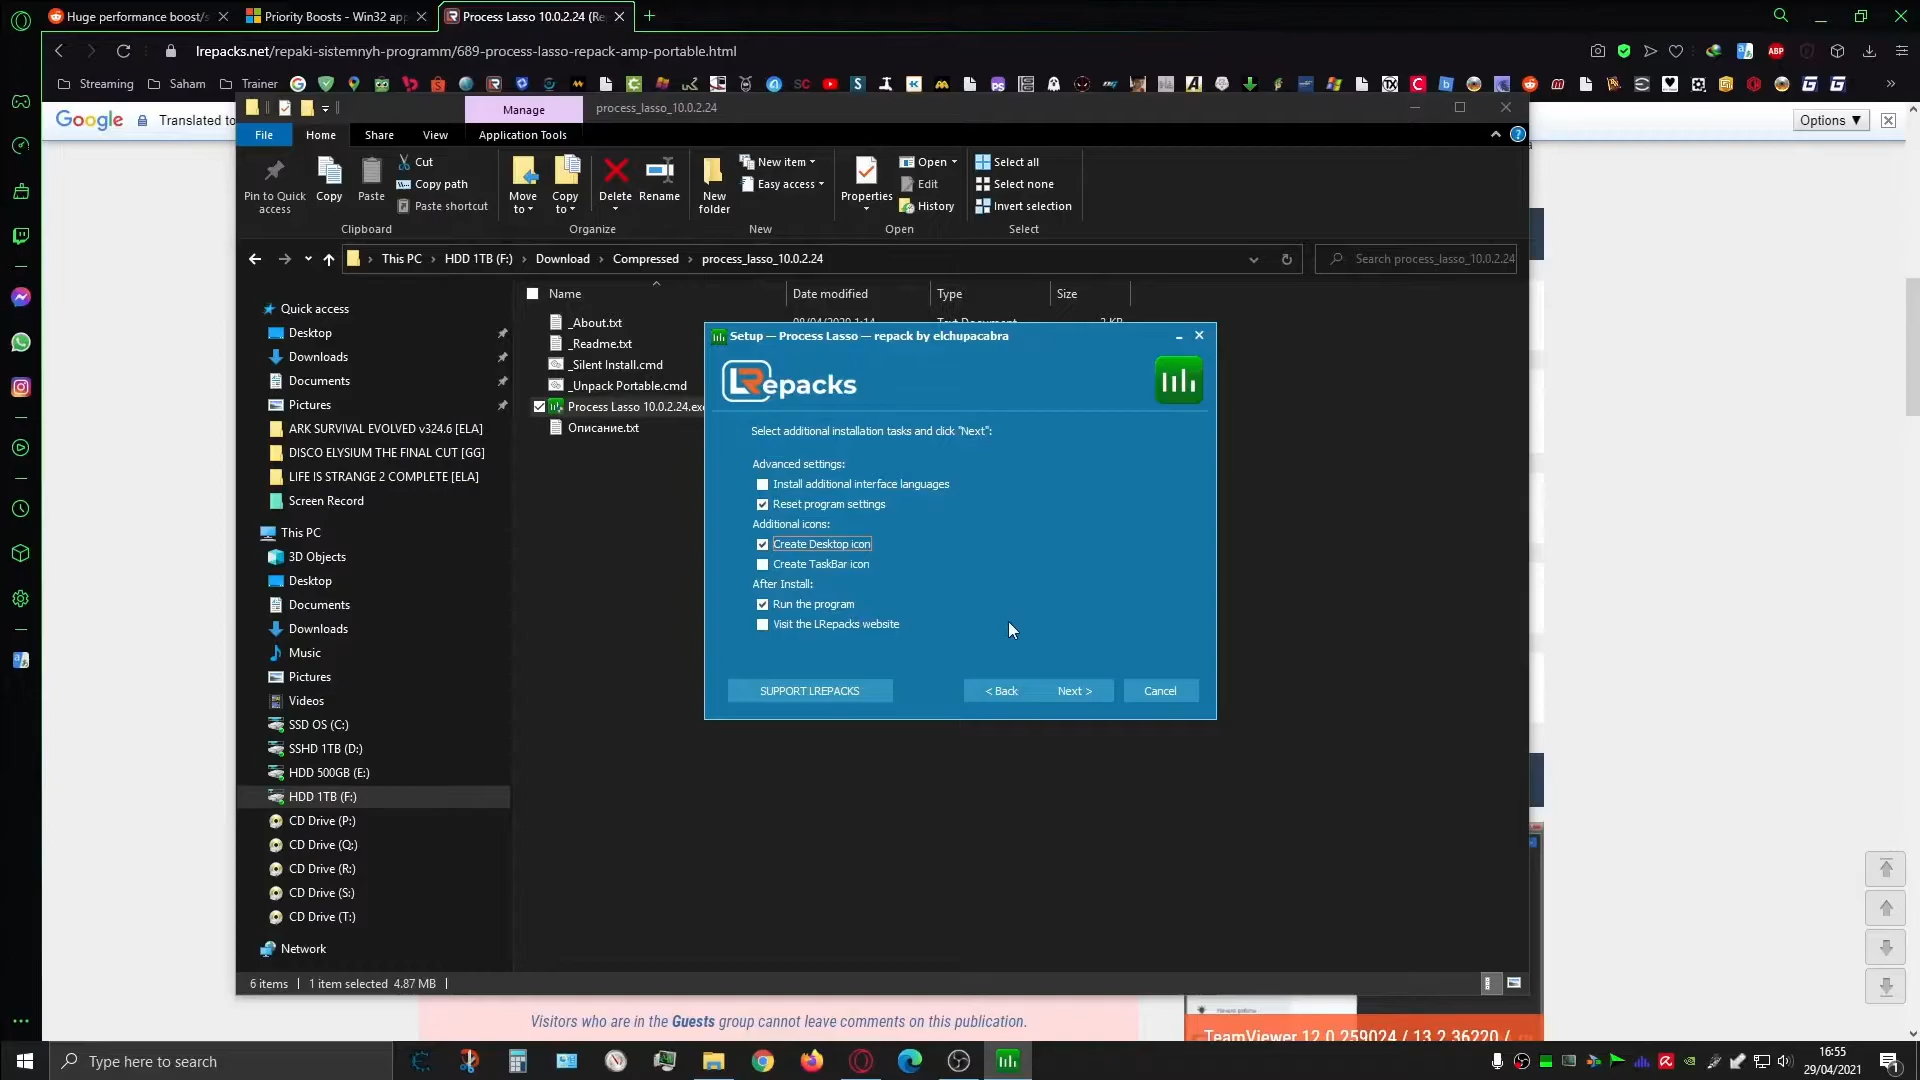 Huge performance boost/s
Priority Boosts - Win32 app
Process Lasso 10.0.2.24 (Re
lrepacks.net/repaki-sistemnyh-programm/689-process-lasso-repack-amp-portable.html
Streaming
Saham
Trainer
Google
Translated to
Options ▼
Manage
process_lasso_10.0.2.24
File
Home
Share
View
Application Tools
Pin to Quick access
Copy
Paste
Cut
Copy path
Paste shortcut
Clipboard
Move to
Copy to
Delete
Rename
Organize
New folder
New item
Easy access
New
Properties
Open
Edit
History
Open
Select all
Select none
Invert selection
Select
This PC > HDD 1TB (F:) > Download > Compressed > process_lasso_10.0.2.24
Search process_lasso_10.0.2.24
Quick access
Desktop
Downloads
Documents
Pictures
ARK SURVIVAL EVOLVED v324.6 [ELA]
DISCO ELYSIUM THE FINAL CUT [GG]
LIFE IS STRANGE 2 COMPLETE [ELA]
Screen Record
This PC
3D Objects
Desktop
Documents
Downloads
Music
Pictures
Videos
SSD OS (C:)
SSHD 1TB (D:)
HDD 500GB (E:)
HDD 1TB (F:)
CD Drive (P:)
CD Drive (Q:)
CD Drive (R:)
CD Drive (S:)
CD Drive (T:)
Network
Name
Date modified
Type
Size
_About.txt
_Readme.txt
_Silent Install.cmd
_Unpack Portable.cmd
Process Lasso 10.0.2.24.exe
Описание.txt
Setup — Process Lasso — repack by elchupacabra
LRepacks
Select additional installation tasks and click "Next":
Advanced settings:
Install additional interface languages
Reset program settings
Additional icons:
Create Desktop icon
Create TaskBar icon
After Install:
Run the program
Visit the LRepacks website
SUPPORT LREPACKS
< Back
Next >
Cancel
6 items
1 item selected 4.87 MB
Visitors who are in the Guests group cannot leave comments on this publication.
TeamViewer 12.0.259024 / 13.2.36220 /
Type here to search
16:55
29/04/2021